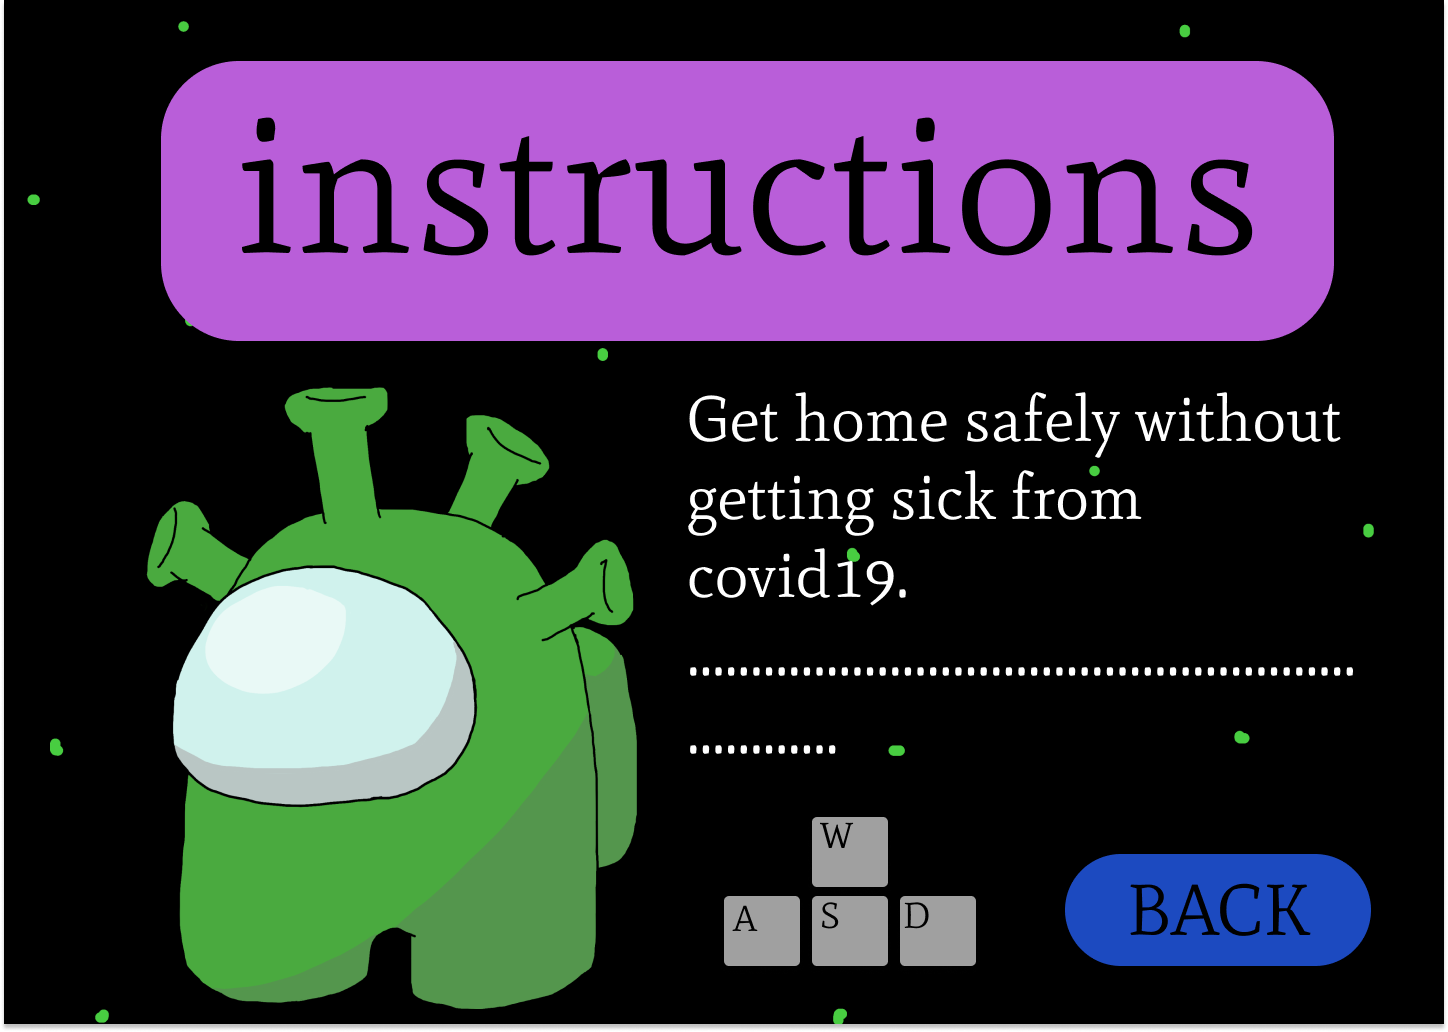 instructions
Get home safely without
getting sick from
covid19.
.....................................................
............
W
A S D
BACK